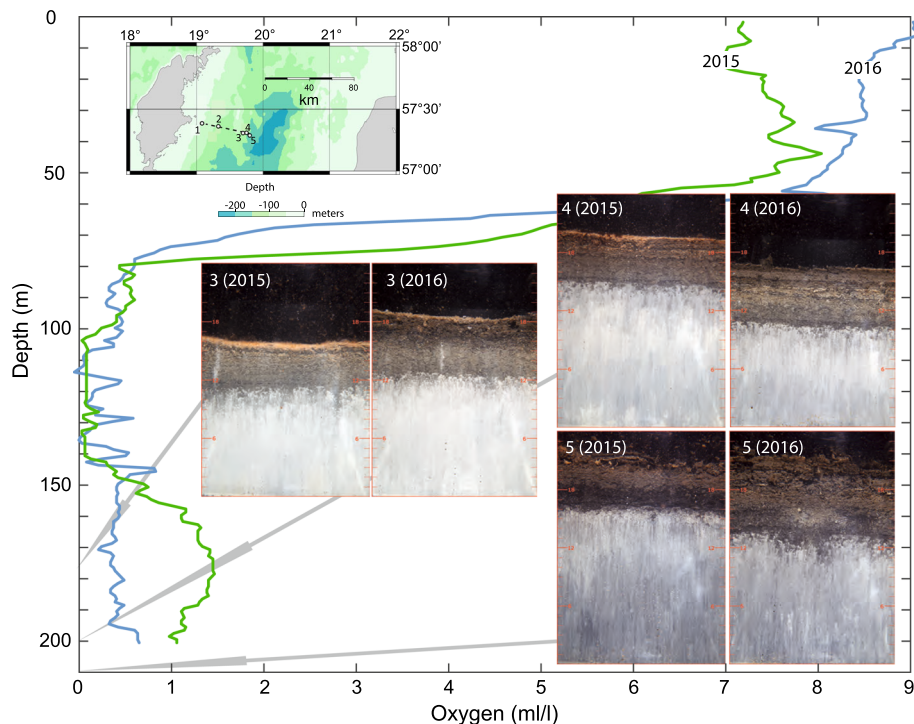 0
50
100
150
200
Depth (m)
0 1 2 3 4 5 6 7 8 9
Oxygen (ml/l)
2015
2016
18° 19° 20° 21° 22°
58°00'
57°30'
57°00'
0 40 80
km
1
2
3
4
5
Depth
-200 -100 0
meters
3 (2015)
3 (2016)
4 (2015)
4 (2016)
5 (2015)
5 (2016)